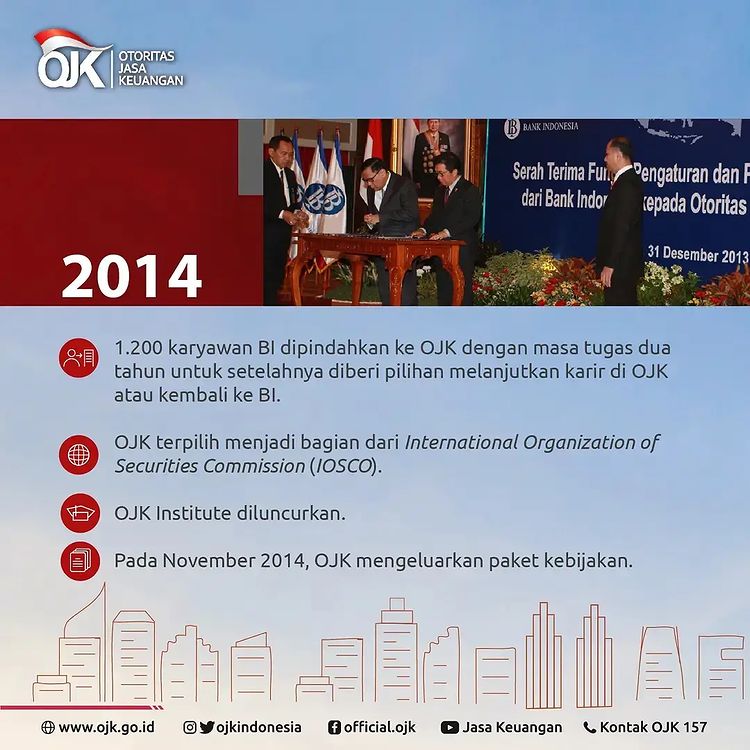 OJK
OTORITAS
JASA
KEUANGAN
BANK INDONESIA
Serah Terima Pengaturan dan
dari Bank kepada Otoritas
31 Desember 2013
2014
1.200 karyawan BI dipindahkan ke OJK dengan masa tugas dua
tahun untuk setelahnya diberi pilihan melanjutkan karir di OJK
atau kembali ke BI.
OJK terpilih menjadi bagian dari International Organization of
Securities Commission (IOSCO).
OJK Institute diluncurkan.
Pada November 2014, OJK mengeluarkan paket kebijakan.
www.ojk.go.id
ojkindonesia
official.ojk
Jasa Keuangan
Kontak OJK 157